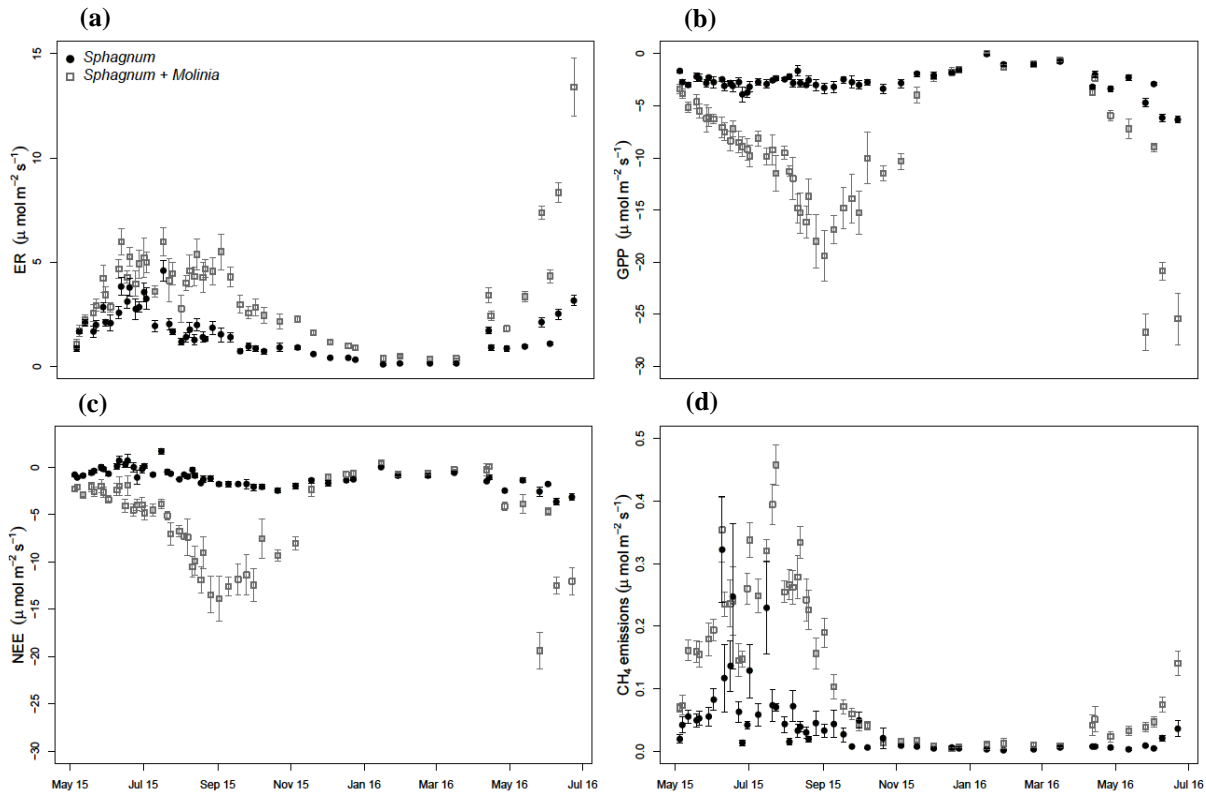 (a)
ER (μ mol m−2 s−1)
15
10
5
0
Sphagnum
Sphagnum + Molinia
(b)
GPP (μ mol m−2 s−1)
0
−5
−10
−15
−20
−25
−30
(c)
NEE (μ mol m−2 s−1)
0
−5
−10
−15
−20
−25
−30
May 15 Jul 15 Sep 15 Nov 15 Jan 16 Mar 16 May 16 Jul 16
(d)
CH4 emissions (μ mol m−2 s−1)
0.5
0.4
0.3
0.2
0.1
0.0
May 15 Jul 15 Sep 15 Nov 15 Jan 16 Mar 16 May 16 Jul 16